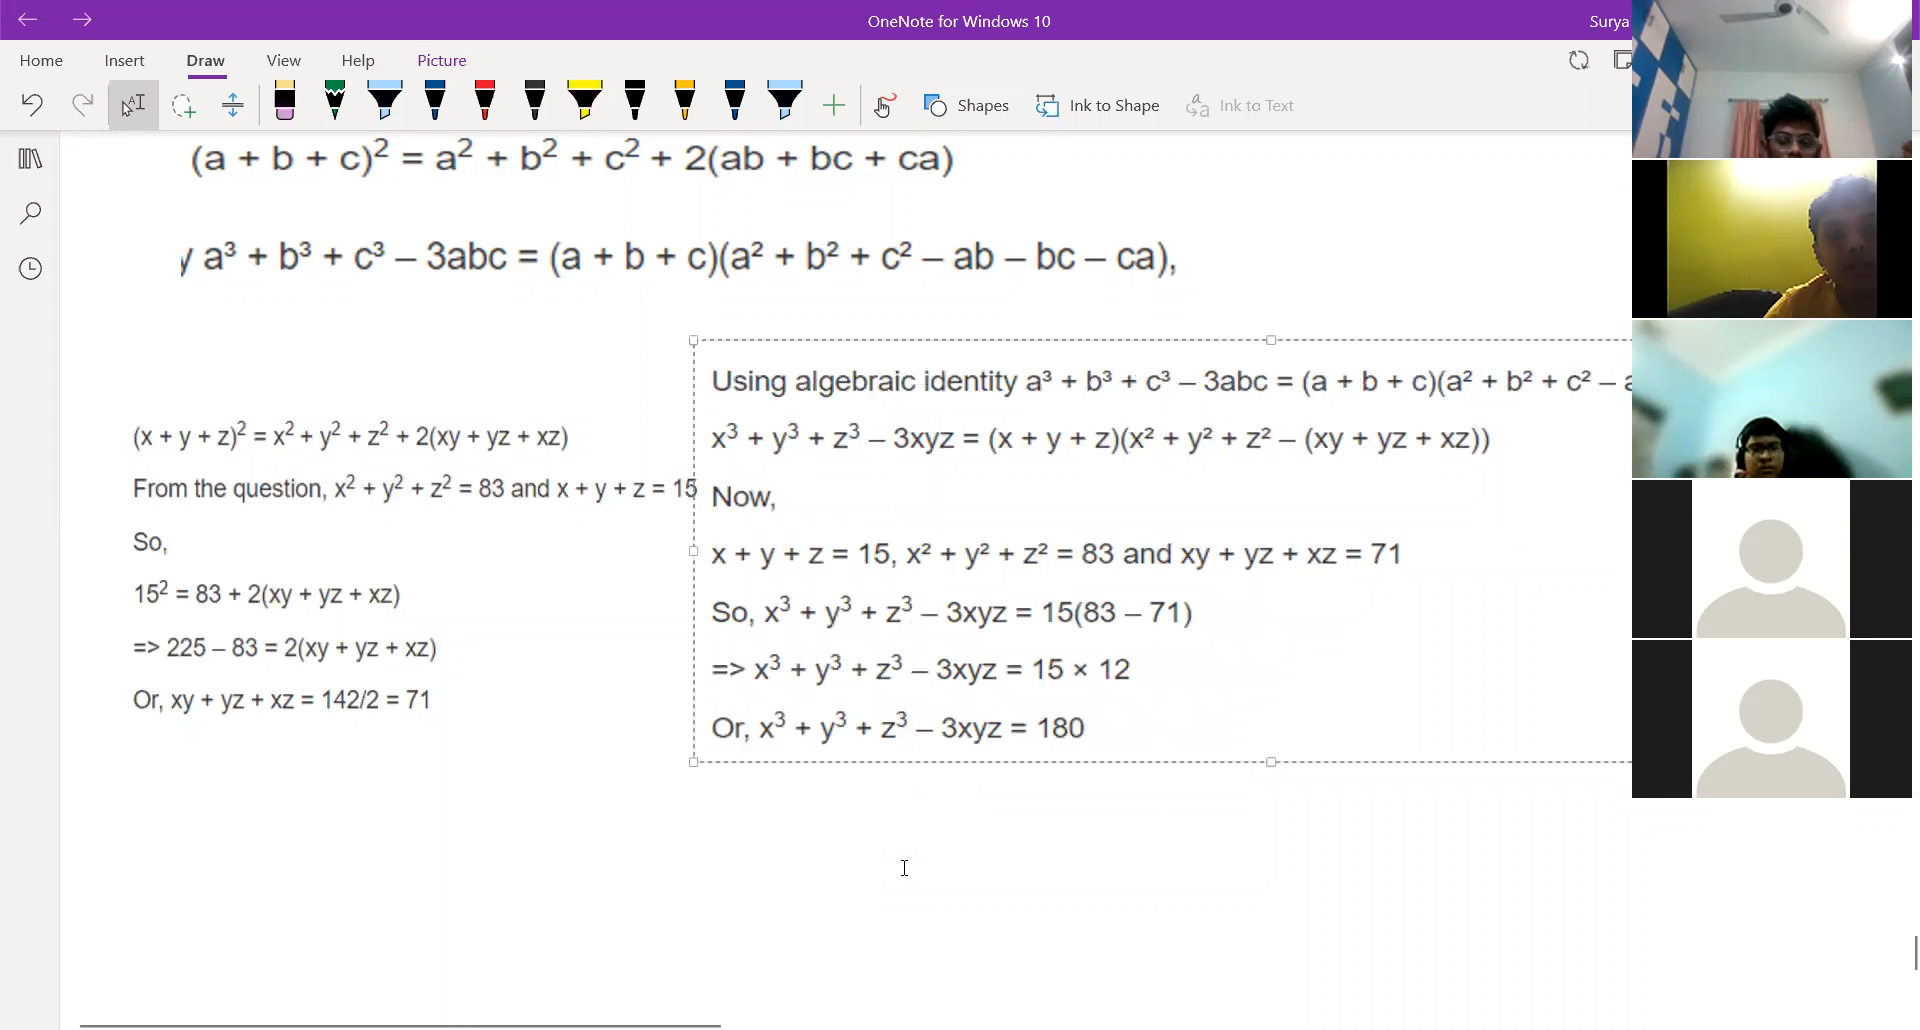 OneNote for Windows 10
Surya
Home Insert Draw View Help Picture
Shapes Ink to Shape Ink to Text
(a + b + c)² = a² + b² + c² + 2(ab + bc + ca)
y a³ + b³ + c³ – 3abc = (a + b + c)(a² + b² + c² – ab – bc – ca),
(x + y + z)² = x² + y² + z² + 2(xy + yz + xz)
From the question, x² + y² + z² = 83 and x + y + z = 15
So,
15² = 83 + 2(xy + yz + xz)
=> 225 – 83 = 2(xy + yz + xz)
Or, xy + yz + xz = 142/2 = 71
Using algebraic identity a³ + b³ + c³ – 3abc = (a + b + c)(a² + b² + c² –
x³ + y³ + z³ – 3xyz = (x + y + z)(x² + y² + z² – (xy + yz + xz))
Now,
x + y + z = 15, x² + y² + z² = 83 and xy + yz + xz = 71
So, x³ + y³ + z³ – 3xyz = 15(83 – 71)
=> x³ + y³ + z³ – 3xyz = 15 × 12
Or, x³ + y³ + z³ – 3xyz = 180